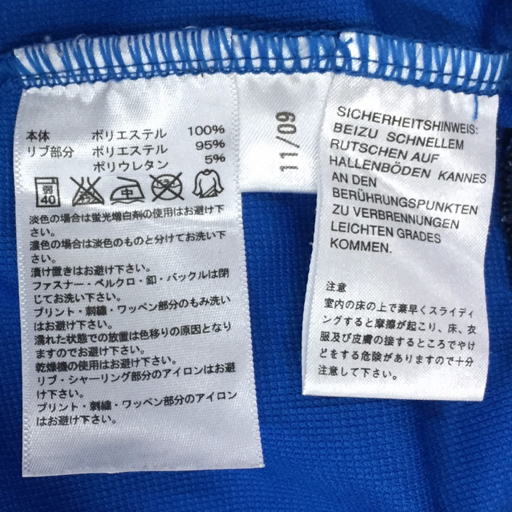 本体 ポリエステル 100%
リブ部分 ポリエステル 95%
ポリウレタン 5%
弱
40
淡色の場合は蛍光増白剤の使用はお避け下
さい。
濃色の場合は淡色のものと分けてお洗い下
さい。
漬け置きはお避け下さい。
ファスナー・ベルクロ・釦・バックルは閉
じてお洗い下さい。
プリント・刺繍・ワッペン部分のもみ洗い
はお避け下さい。
濡れた状態での放置は色移りの原因となり
ますのでお避け下さい。
乾燥機の使用はお避け下さい。
リブ・シャーリング部分のアイロンはお避
け下さい。
プリント・刺繍・ワッペン部分のアイロン
はお避け下さい。
11/09
SICHERHEITSHINWEIS:
BEIZU SCHNELLEM
RUTSCHEN AUF
HALLENBÖDEN KANNES
AN DEN
BERÜHRUNGSPUNKTEN
ZU VERBRENNUNGEN
LEICHTEN GRADES
KOMMEN.
注意
室内の床の上で素早くスライディ
ングすると摩擦が起こり、床、衣
服及び皮膚の接するところでやけ
どをする危険がありますので十分
注意して下さい。